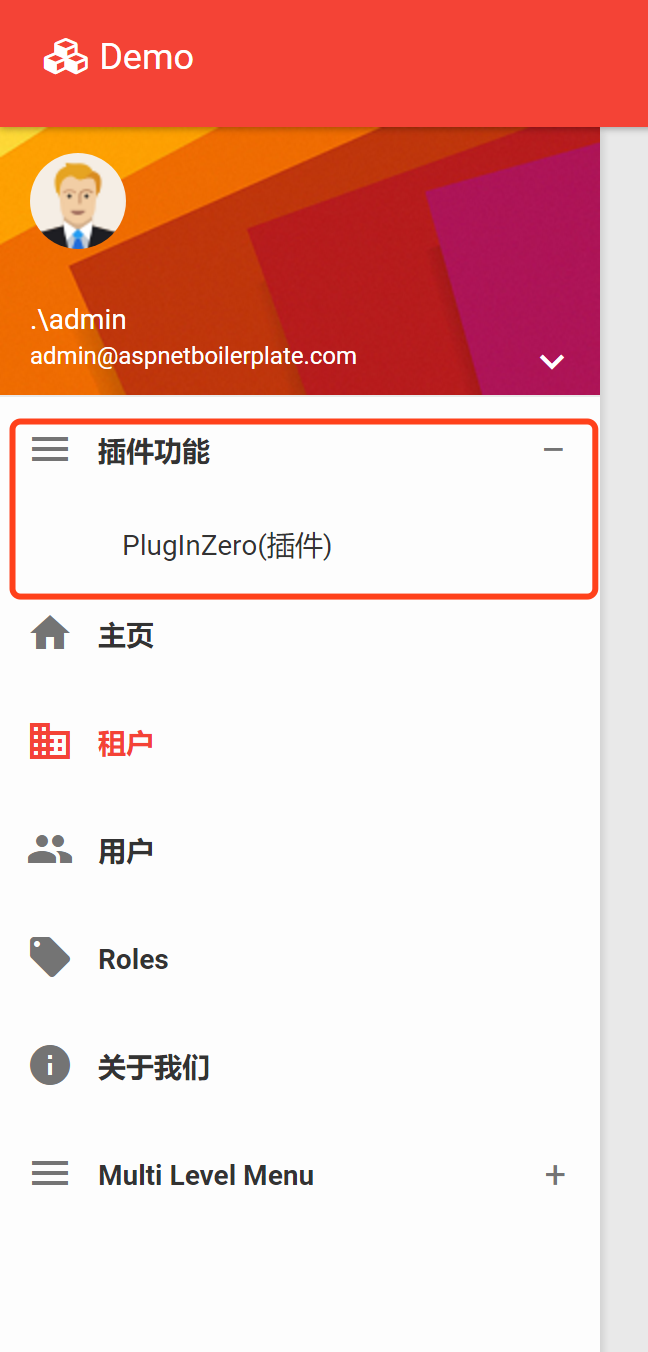 Demo
.\admin
admin@aspnetboilerplate.com
插件功能
PlugInZero(插件)
主页
租户
用户
Roles
关于我们
Multi Level Menu